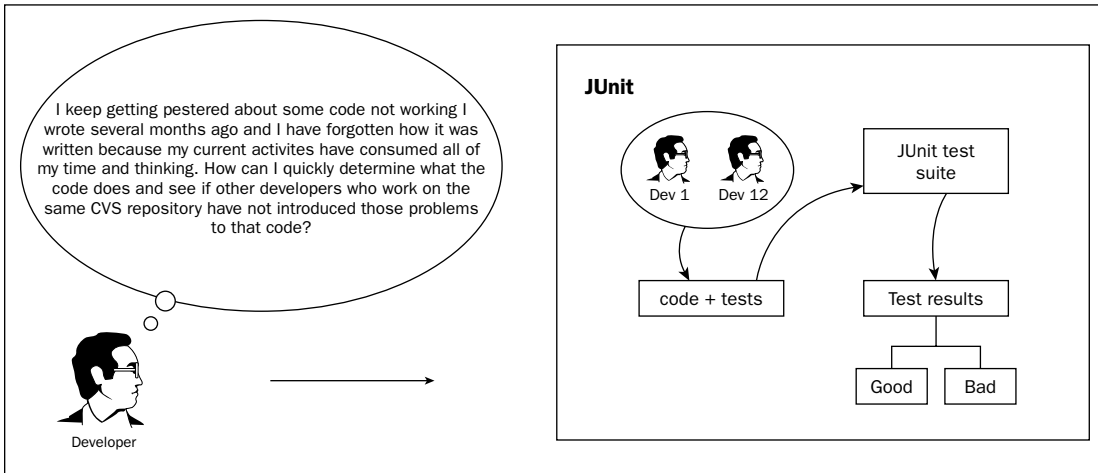 I keep getting pestered about some code not working I
wrote several months ago and I have forgotten how it was
written because my current activites have consumed all of
my time and thinking. How can I quickly determine what the
code does and see if other developers who work on the
same CVS repository have not introduced those problems
to that code?
Developer
JUnit
Dev 1
Dev 12
code + tests
JUnit test
suite
Test results
Good
Bad